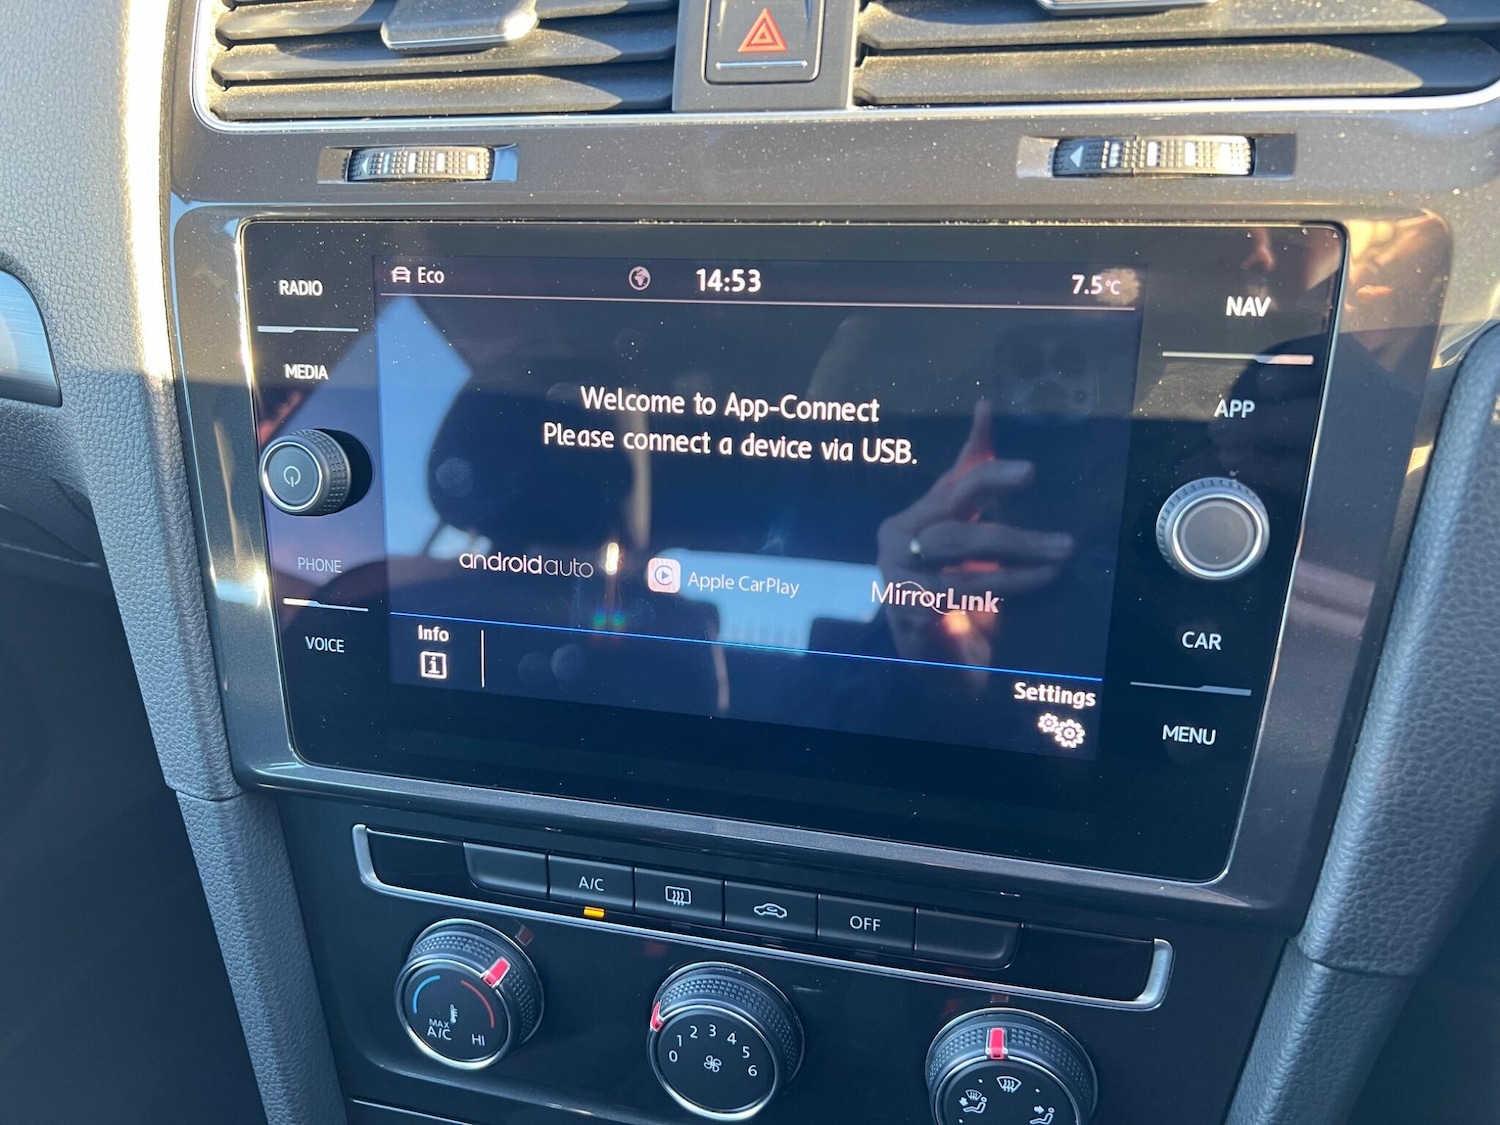 Eco
14:53
7.5°C
RADIO
MEDIA
PHONE
VOICE
NAV
APP
CAR
MENU
Welcome to App-Connect
Please connect a device via USB.
androidauto
Apple CarPlay
MirrorLink
Info
i
Settings
A/C
OFF
MAX
A/C
HI
0 1 2 3 4 5 6